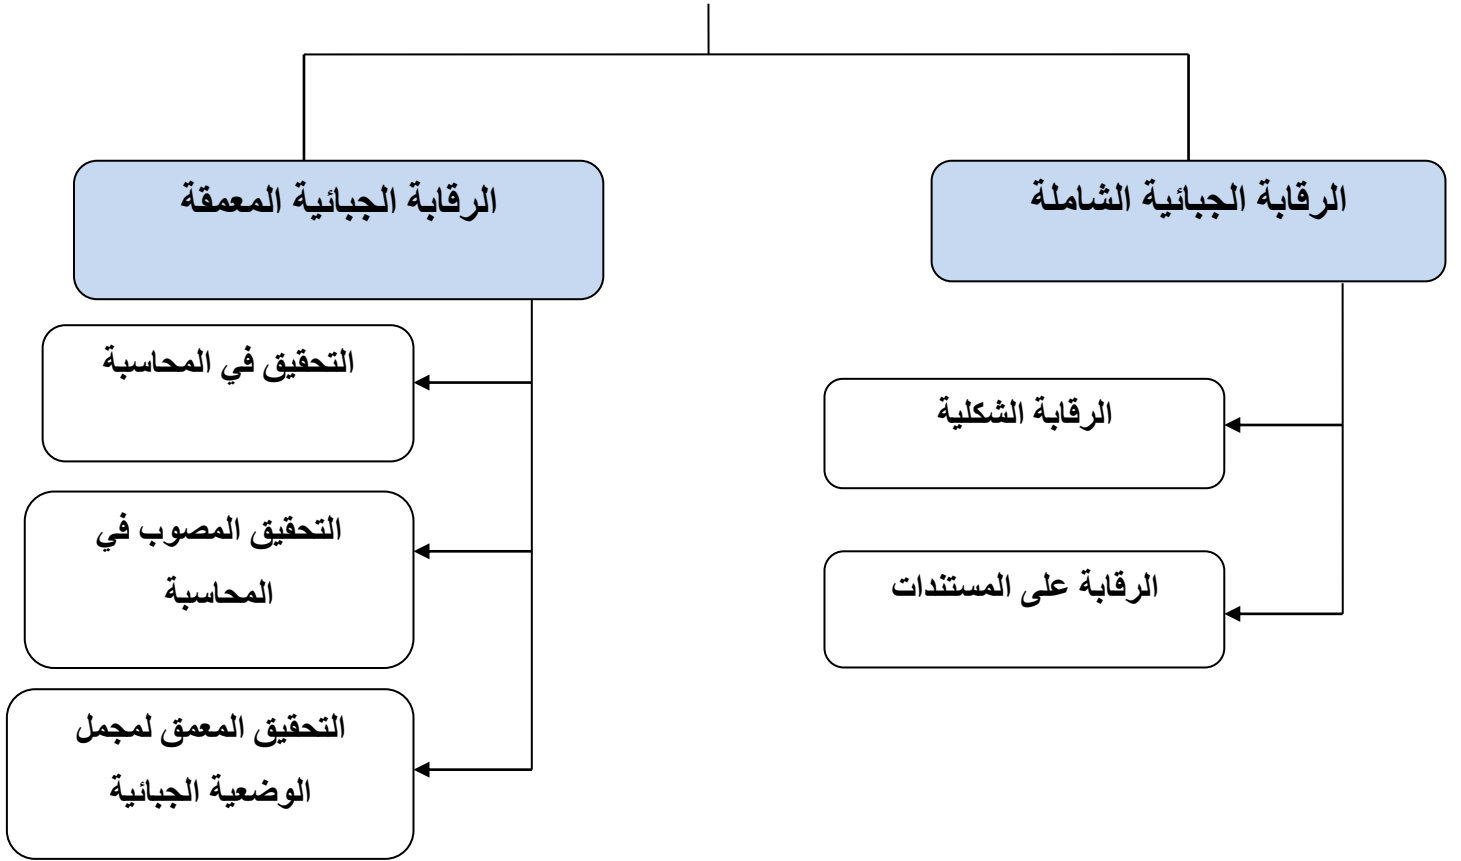 الرقابة الجبائية الشاملة
الرقابة الشكلية
الرقابة على المستندات
الرقابة الجبائية المعمقة
التحقيق في المحاسبة
التحقيق المصوب في
المحاسبة
التحقيق المعمق لمجمل
الوضعية الجبائية